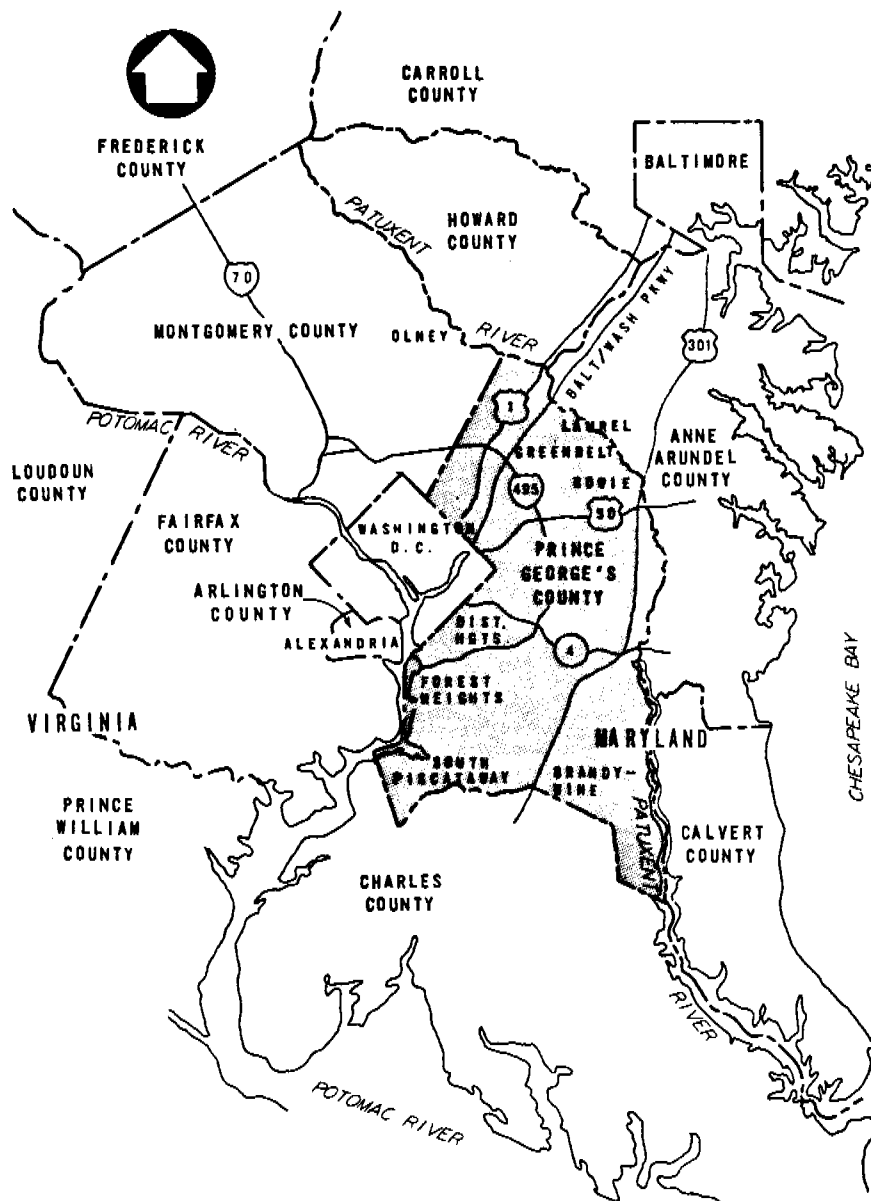 CARROLL
COUNTY
FREDERICK
COUNTY
BALTIMORE
PATUXENT
HOWARD
COUNTY
70
MONTGOMERY COUNTY
OLNEY
RIVER
BALT/WASH PKWY
301
1
POTOMAC
RIVER
LAUREL
GREENBELT
ANNE
ARUNDEL
COUNTY
LOUDOUN
COUNTY
BOWIE
495
50
FAIRFAX
COUNTY
WASHINGTON
D.C.
PRINCE
GEORGE'S
COUNTY
ARLINGTON
COUNTY
ALEXANDRIA
DIST.
HGTS.
4
FOREST
HEIGHTS
CHESAPEAKE BAY
VIRGINIA
MARYLAND
SOUTH
PISCATAWAY
BRANDY-
WINE
PRINCE
WILLIAM
COUNTY
PATUXENT
CALVERT
COUNTY
CHARLES
COUNTY
RIVER
POTOMAC RIVER